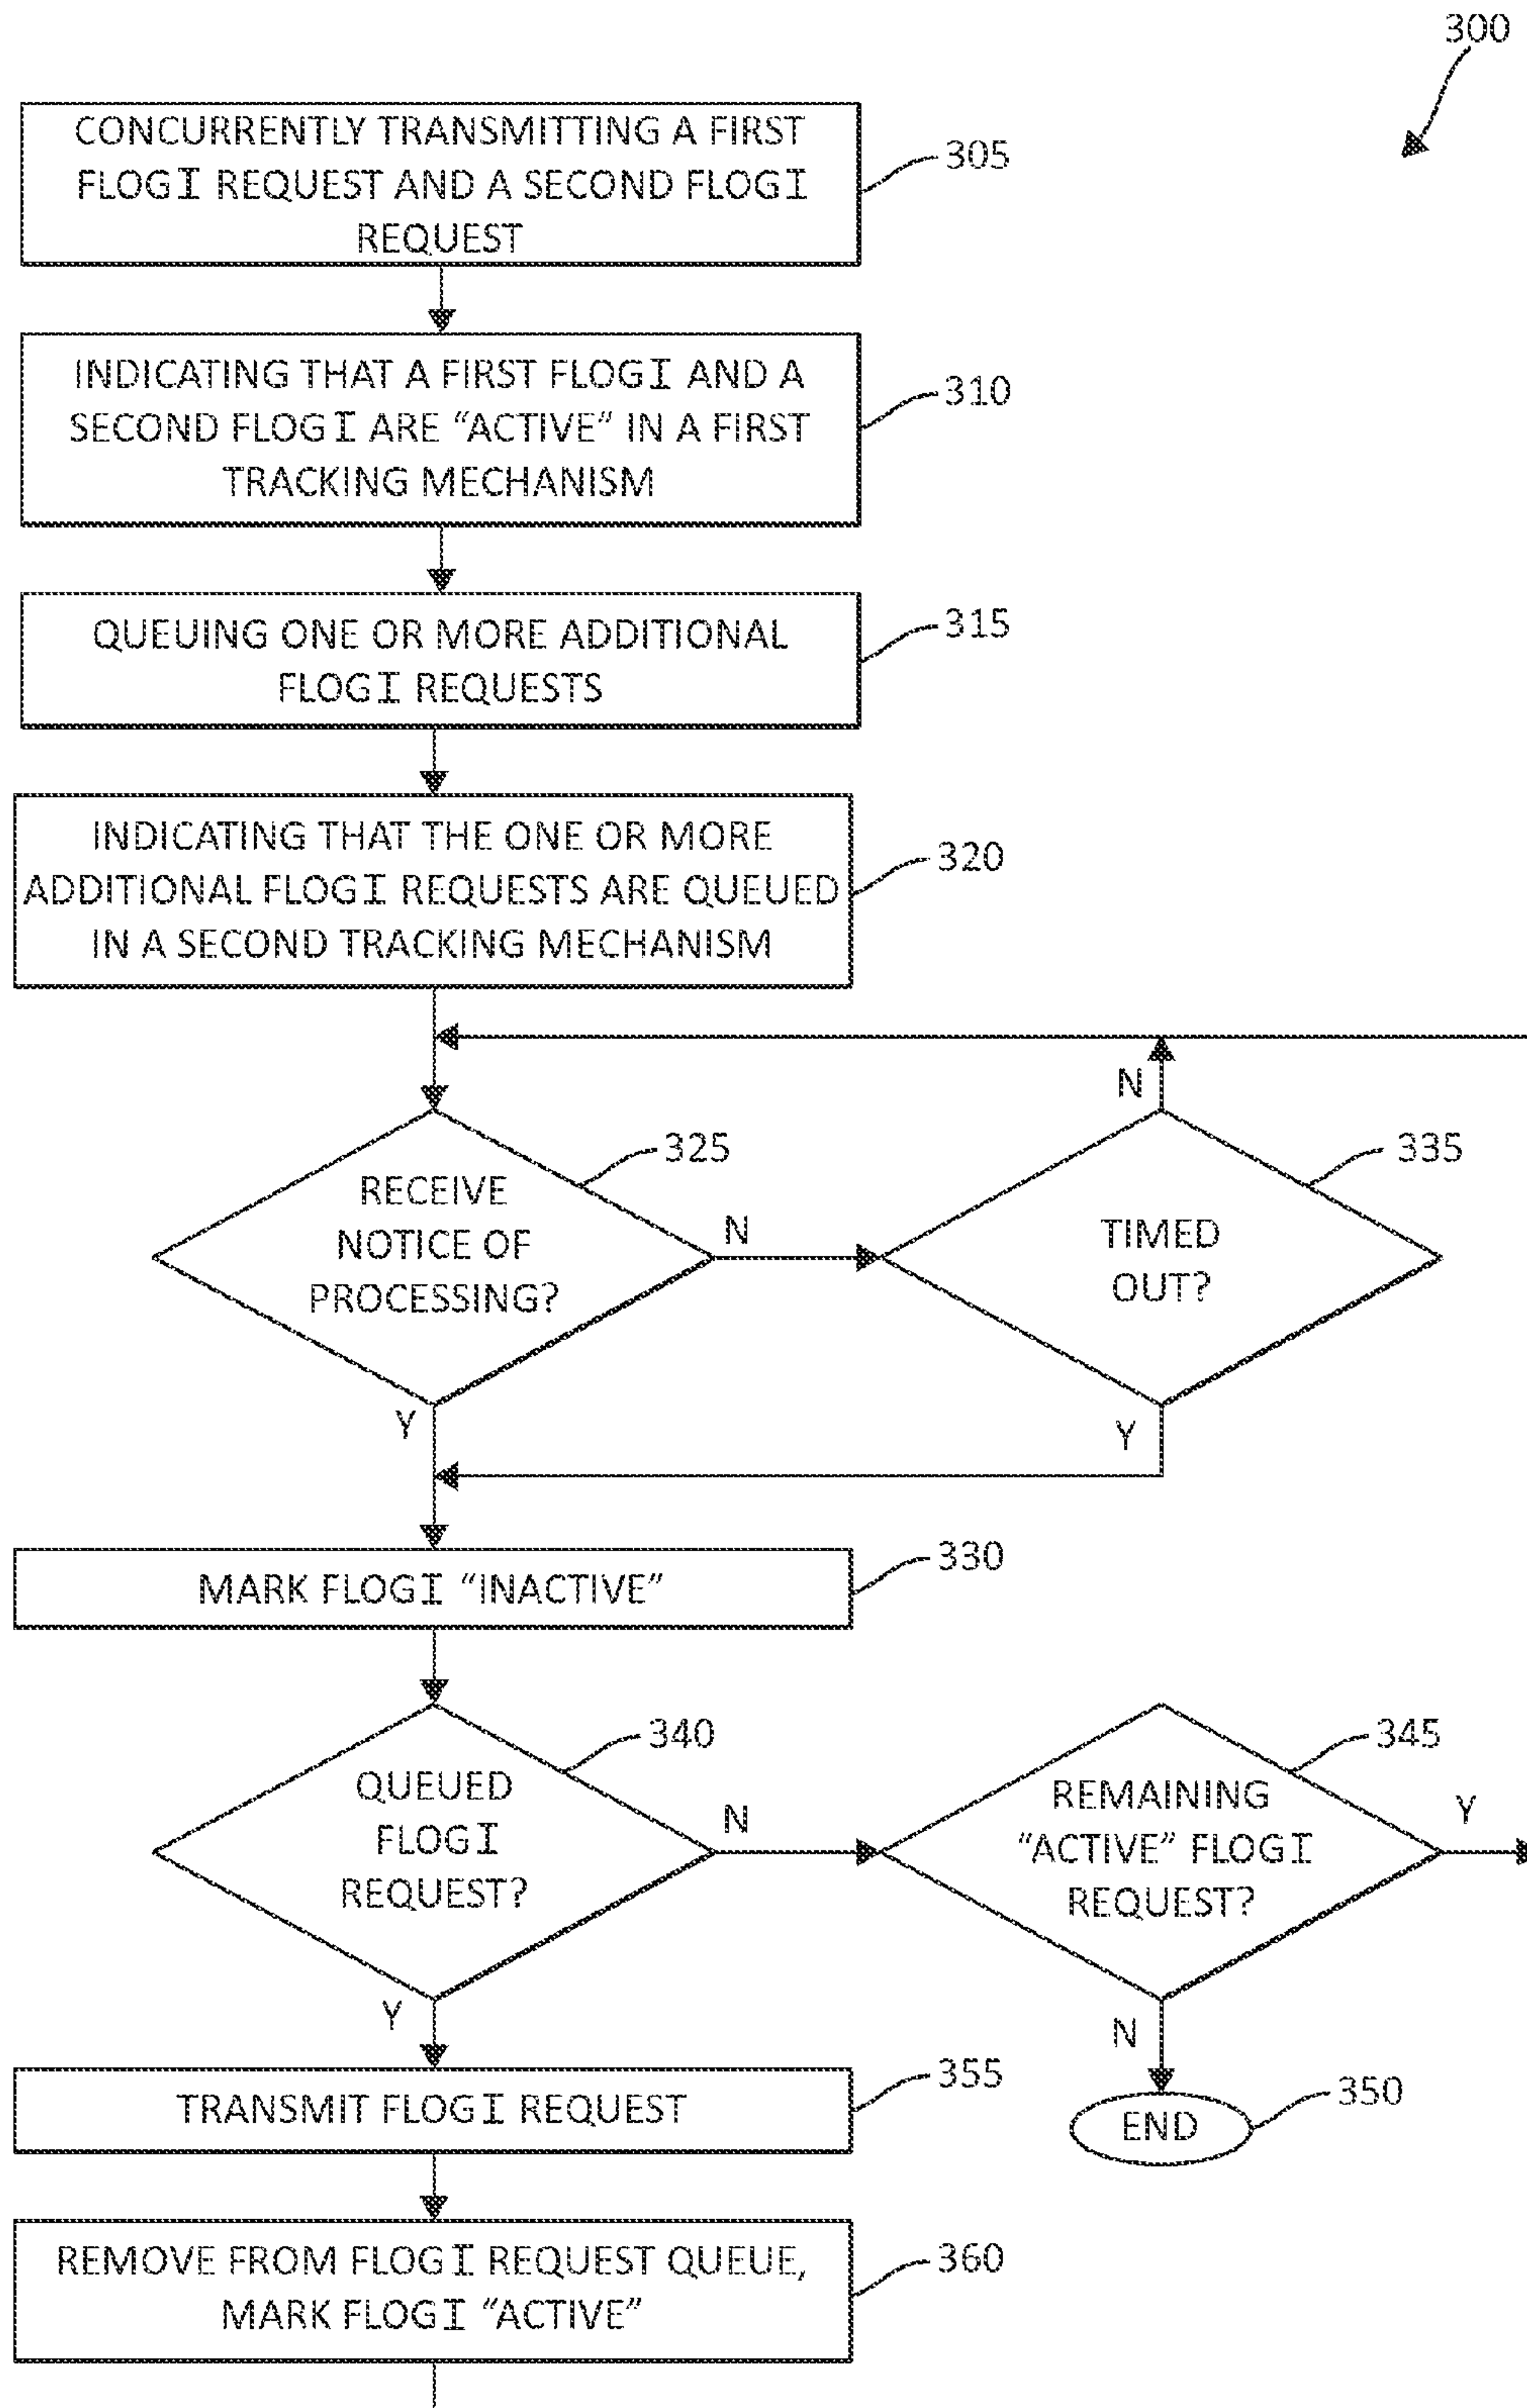 300
CONCURRENTLY TRANSMITTING A FIRST
FLOGI REQUEST AND A SECOND FLOGI
REQUEST
305
INDICATING THAT A FIRST FLOGI AND A
SECOND FLOGI ARE “ACTIVE” IN A FIRST
TRACKING MECHANISM
310
QUEUING ONE OR MORE ADDITIONAL
FLOGI REQUESTS
315
INDICATING THAT THE ONE OR MORE
ADDITIONAL FLOGI REQUESTS ARE QUEUED
IN A SECOND TRACKING MECHANISM
320
RECEIVE
NOTICE OF
PROCESSING?
325
N
Y
TIMED
OUT?
335
N
Y
MARK FLOGI “INACTIVE”
330
QUEUED
FLOGI
REQUEST?
340
N
Y
REMAINING
“ACTIVE” FLOGI
REQUEST?
345
Y
N
END
350
TRANSMIT FLOGI REQUEST
355
REMOVE FROM FLOGI REQUEST QUEUE,
MARK FLOGI “ACTIVE”
360